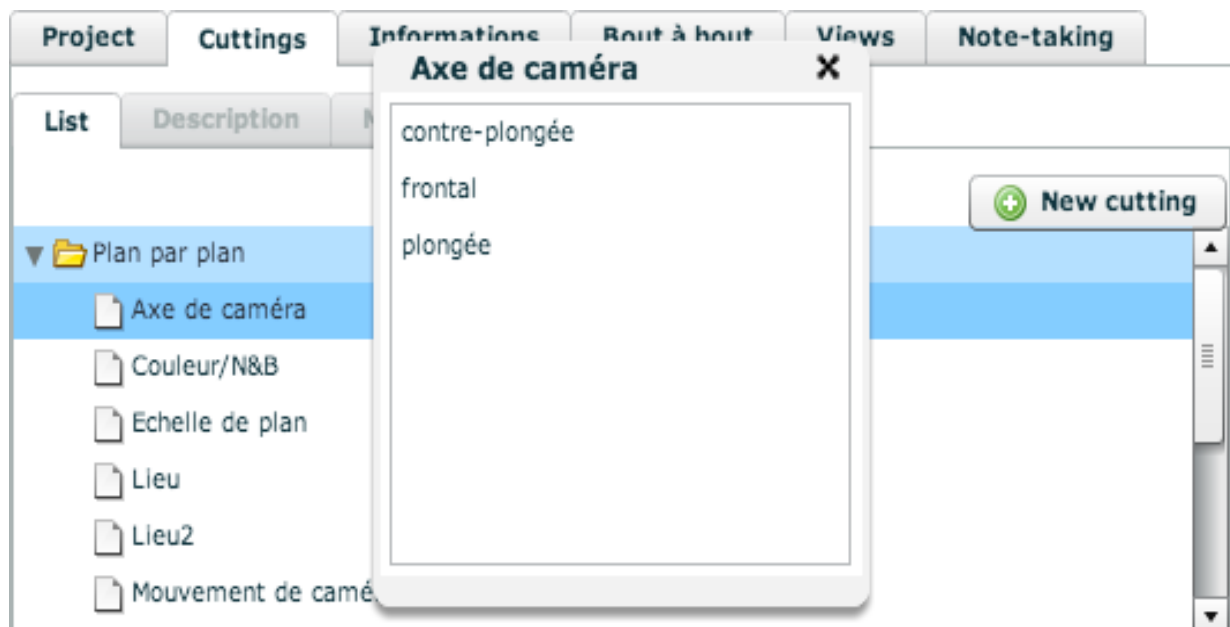 Project Cuttings Informations Bout à bout Views Note-taking
Axe de caméra
List Description
contre-plongée
frontal
New cutting
plongée
Plan par plan
Axe de caméra
Couleur/N&B
Echelle de plan
Lieu
Lieu2
Mouvement de camé